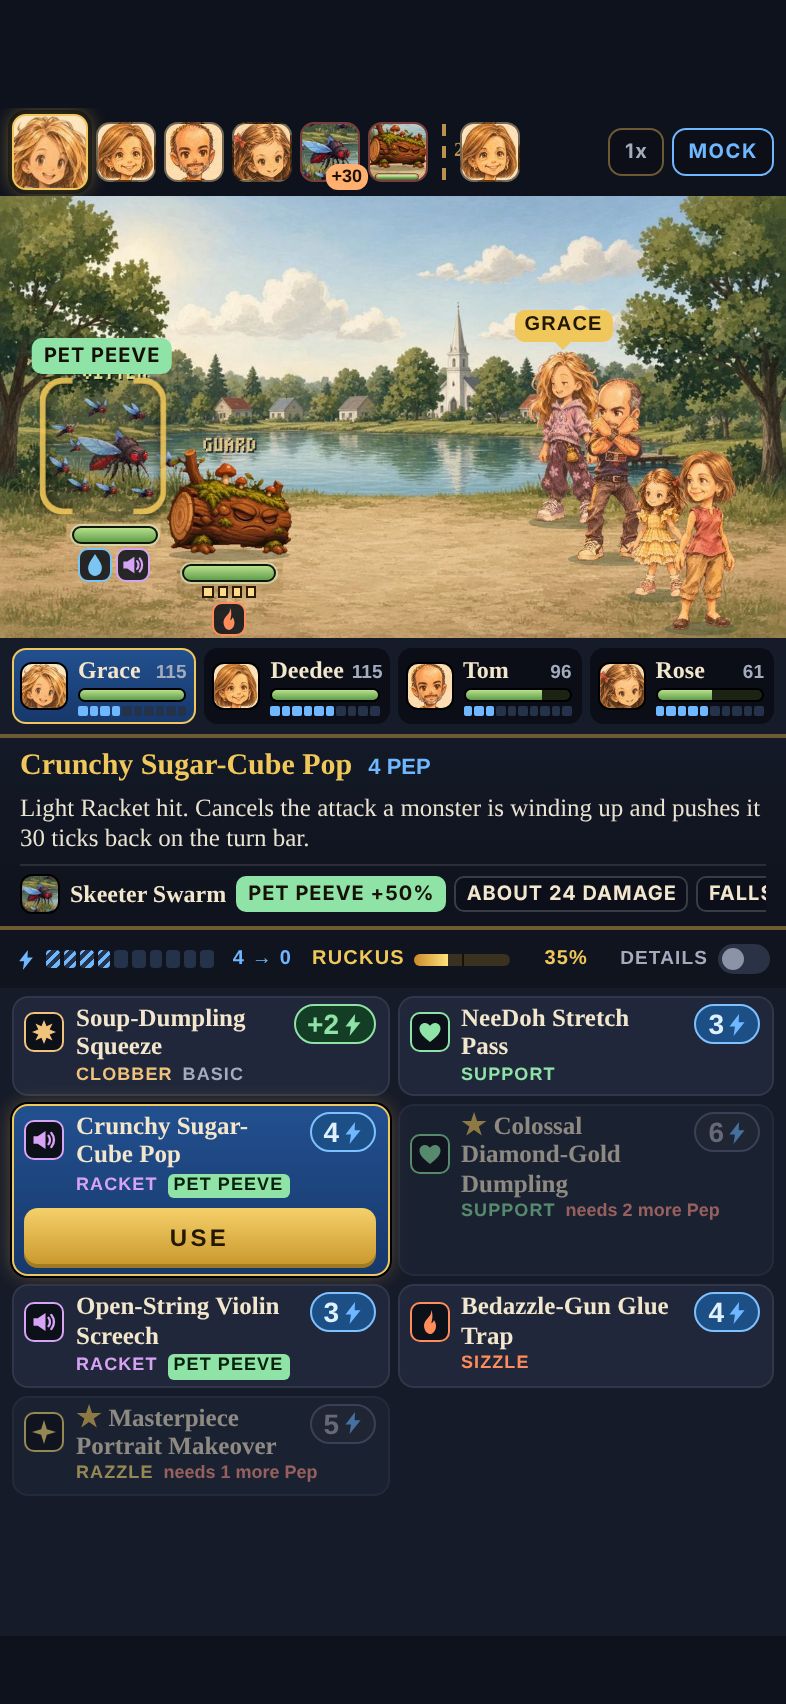 +30
1x
MOCK
GRACE
PET PEEVE
GUARD
Grace 115
Deedee 115
Tom 96
Rose 61
Crunchy Sugar-Cube Pop 4 PEP
Light Racket hit. Cancels the attack a monster is winding up and pushes it
30 ticks back on the turn bar.
Skeeter Swarm PET PEEVE +50% ABOUT 24 DAMAGE FALLS
4 → 0 RUCKUS 35% DETAILS
Soup-Dumpling
Squeeze
+2
CLOBBER BASIC
NeeDoh Stretch
Pass
3
SUPPORT
Crunchy Sugar-
Cube Pop
4
RACKET PET PEEVE
USE
★ Colossal
Diamond-Gold
Dumpling
6
SUPPORT needs 2 more Pep
Open-String Violin
Screech
3
RACKET PET PEEVE
Bedazzle-Gun Glue
Trap
4
SIZZLE
★ Masterpiece
Portrait Makeover
5
RAZZLE needs 1 more Pep